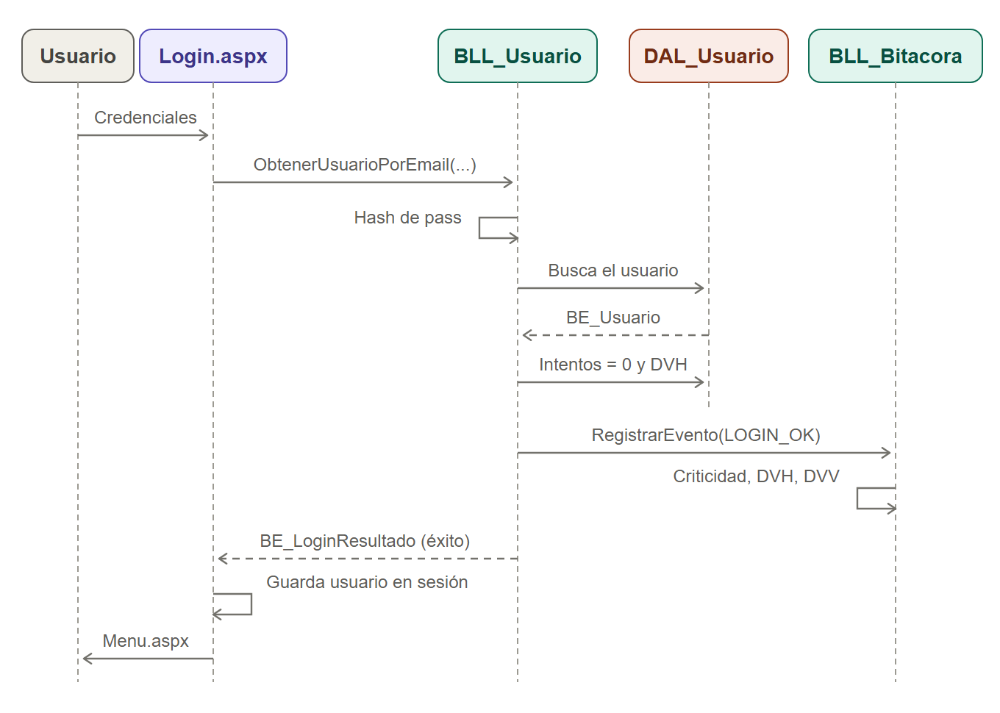 Usuario
Login.aspx
BLL_Usuario
DAL_Usuario
BLL_Bitacora
Credenciales
ObtenerUsuarioPorEmail(...)
Hash de pass
Busca el usuario
BE_Usuario
Intentos = 0 y DVH
RegistrarEvento(LOGIN_OK)
Criticidad, DVH, DVV
BE_LoginResultado (éxito)
Guarda usuario en sesión
Menu.aspx